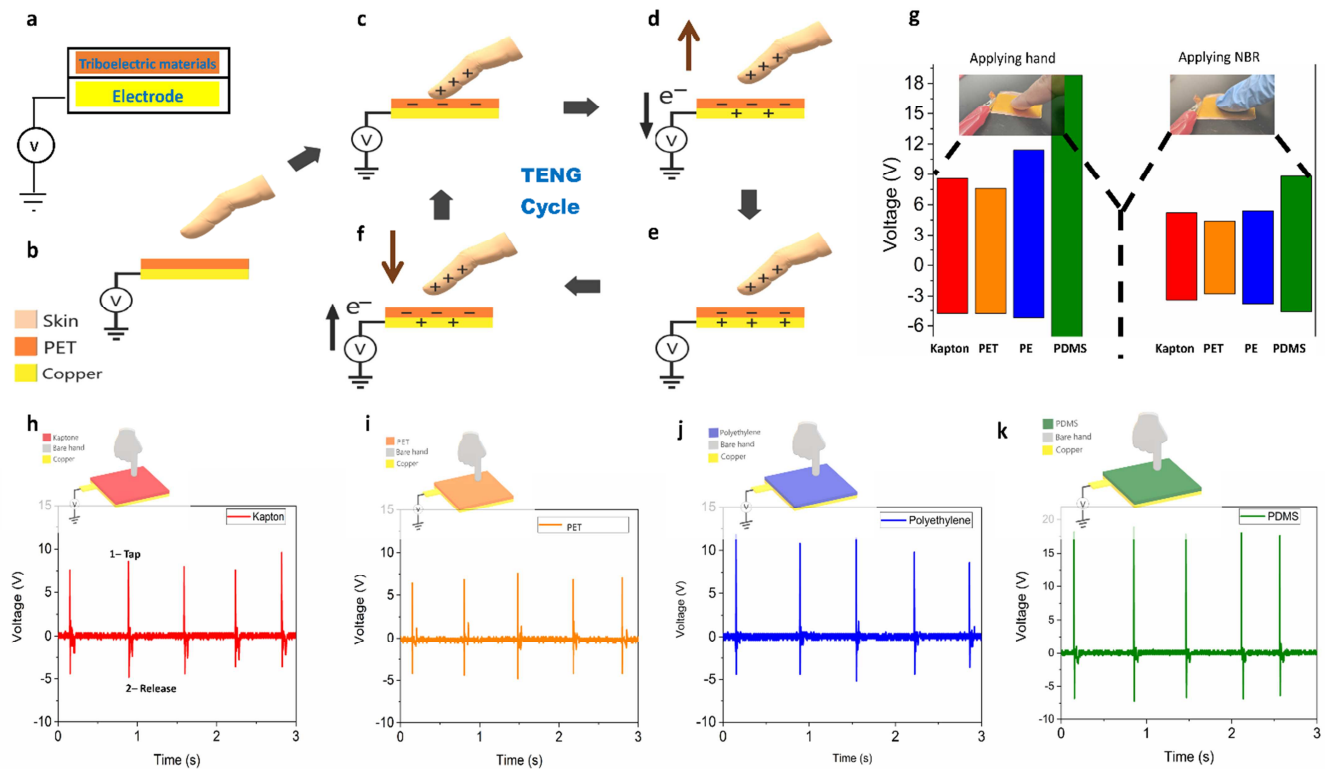 a
Triboelectric materials
Electrode
V
b
V
Skin
PET
Copper
c
+ + +
− − −
V
d
+ + +
e−
− − −
+ +
V
TENG
Cycle
e
+ + +
− − −
+ + +
V
f
+ + +
e−
− − −
+ +
V
g
Applying hand
Applying NBR
Voltage (V)
18
15
12
9
6
3
0
-3
-6
Kapton PET PE PDMS
Kapton PET PE PDMS
h
Kaptone
Bare hand
Copper
V
Kapton
1– Tap
2– Release
Voltage (V)
15
10
5
0
-5
-10
0 1 2 3
Time (s)
i
PET
Bare hand
Copper
V
PET
Voltage (V)
15
10
5
0
-5
-10
0 1 2 3
Time (s)
j
Polyethylene
Bare hand
Copper
V
Polyethylene
Voltage (V)
15
10
5
0
-5
-10
0 1 2 3
Time (s)
k
PDMS
Bare hand
Copper
V
PDMS
Voltage (V)
20
15
10
5
0
-5
-10
0 1 2 3
Time (s)